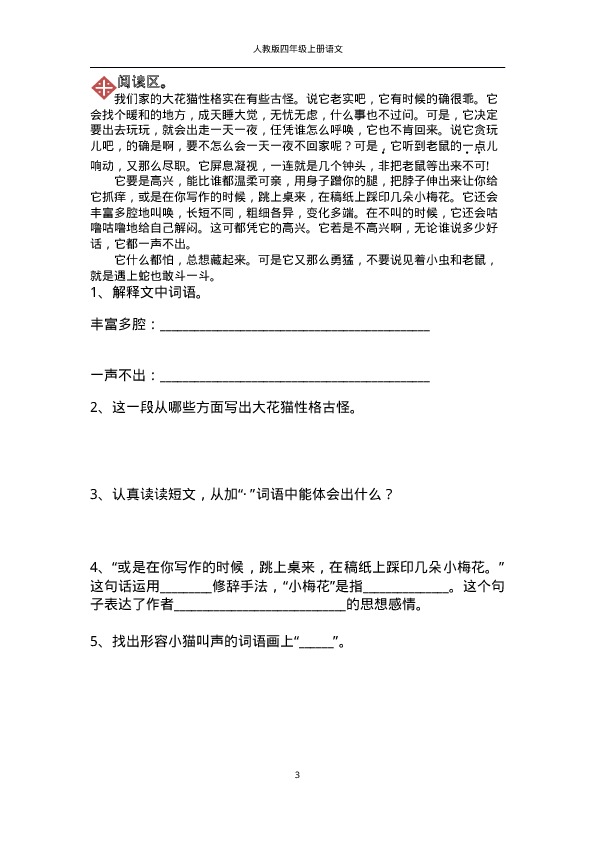 人教版四年级上册语文
阅读区。
我们家的大花猫性格实在有些古怪。说它老实吧，它有时候的确很乖。它
会找个暖和的地方，成天睡大觉，无忧无虑，什么事也不过问。可是，它决定
要出去玩玩，就会出走一天一夜，任凭谁怎么呼唤，它也不肯回来。说它贪玩
儿吧，的确是啊，要不怎么会一天一夜不回家呢？可是，它听到老鼠的一点儿
响动，又那么尽职。它屏息凝视，一连就是几个钟头，非把老鼠等出来不可!
它要是高兴，能比谁都温柔可亲，用身子蹭你的腿，把脖子伸出来让你给
它抓痒，或是在你写作的时候，跳上桌来，在稿纸上踩印几朵小梅花。它还会
丰富多腔地叫唤，长短不同，粗细各异，变化多端。在不叫的时候，它还会咕
噜咕噜地给自己解闷。这可都凭它的高兴。它若是不高兴啊，无论谁说多少好
话，它都一声不出。
它什么都怕，总想藏起来。可是它又那么勇猛，不要说见着小虫和老鼠，
就是遇上蛇也敢斗一斗。
1、解释文中词语。
丰富多腔：______________________________________
一声不出：______________________________________
2、这一段从哪些方面写出大花猫性格古怪。
3、认真读读短文，从加“·”词语中能体会出什么？
4、“或是在你写作的时候，跳上桌来，在稿纸上踩印几朵小梅花。”
这句话运用_______修辞手法，“小梅花”是指____________。这个句
子表达了作者________________________的思想感情。
5、找出形容小猫叫声的词语画上“_____”。
3